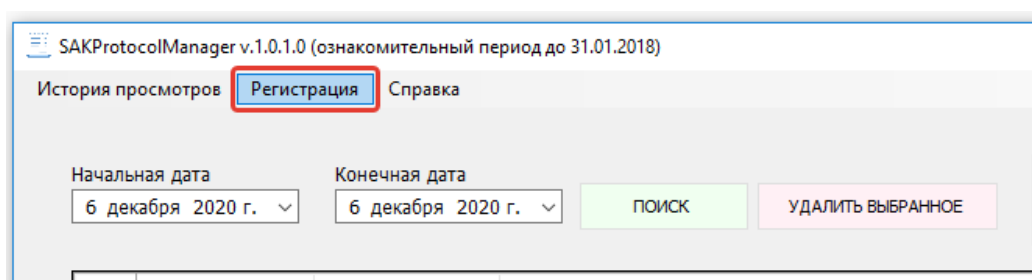 SAKProtocolManager v.1.0.1.0 (ознакомительный период до 31.01.2018)
История просмотров Регистрация Справка
Начальная дата Конечная дата
6 декабря 2020 г. 6 декабря 2020 г. ПОИСК УДАЛИТЬ ВЫБРАННОЕ